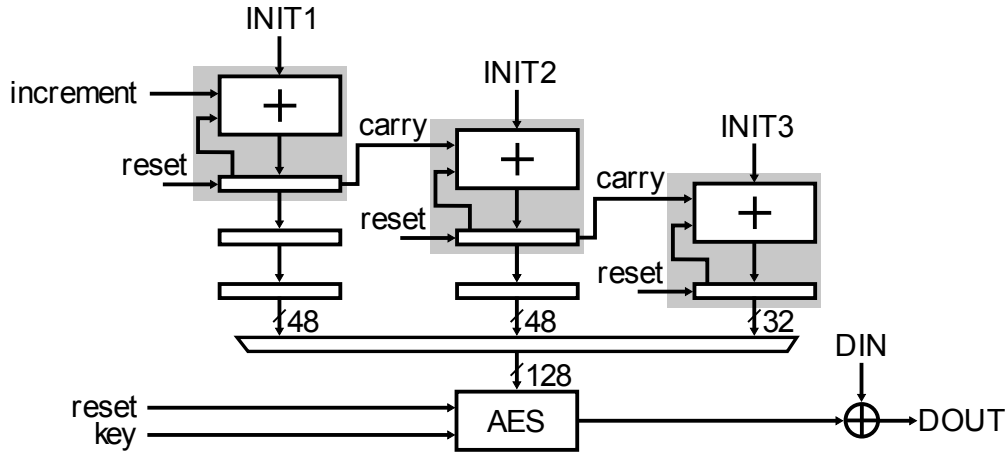 INIT1
INIT2
increment
+
carry
INIT3
+
reset
carry
+
reset
reset
48
48
32
DIN
128
reset
AES
DOUT
key